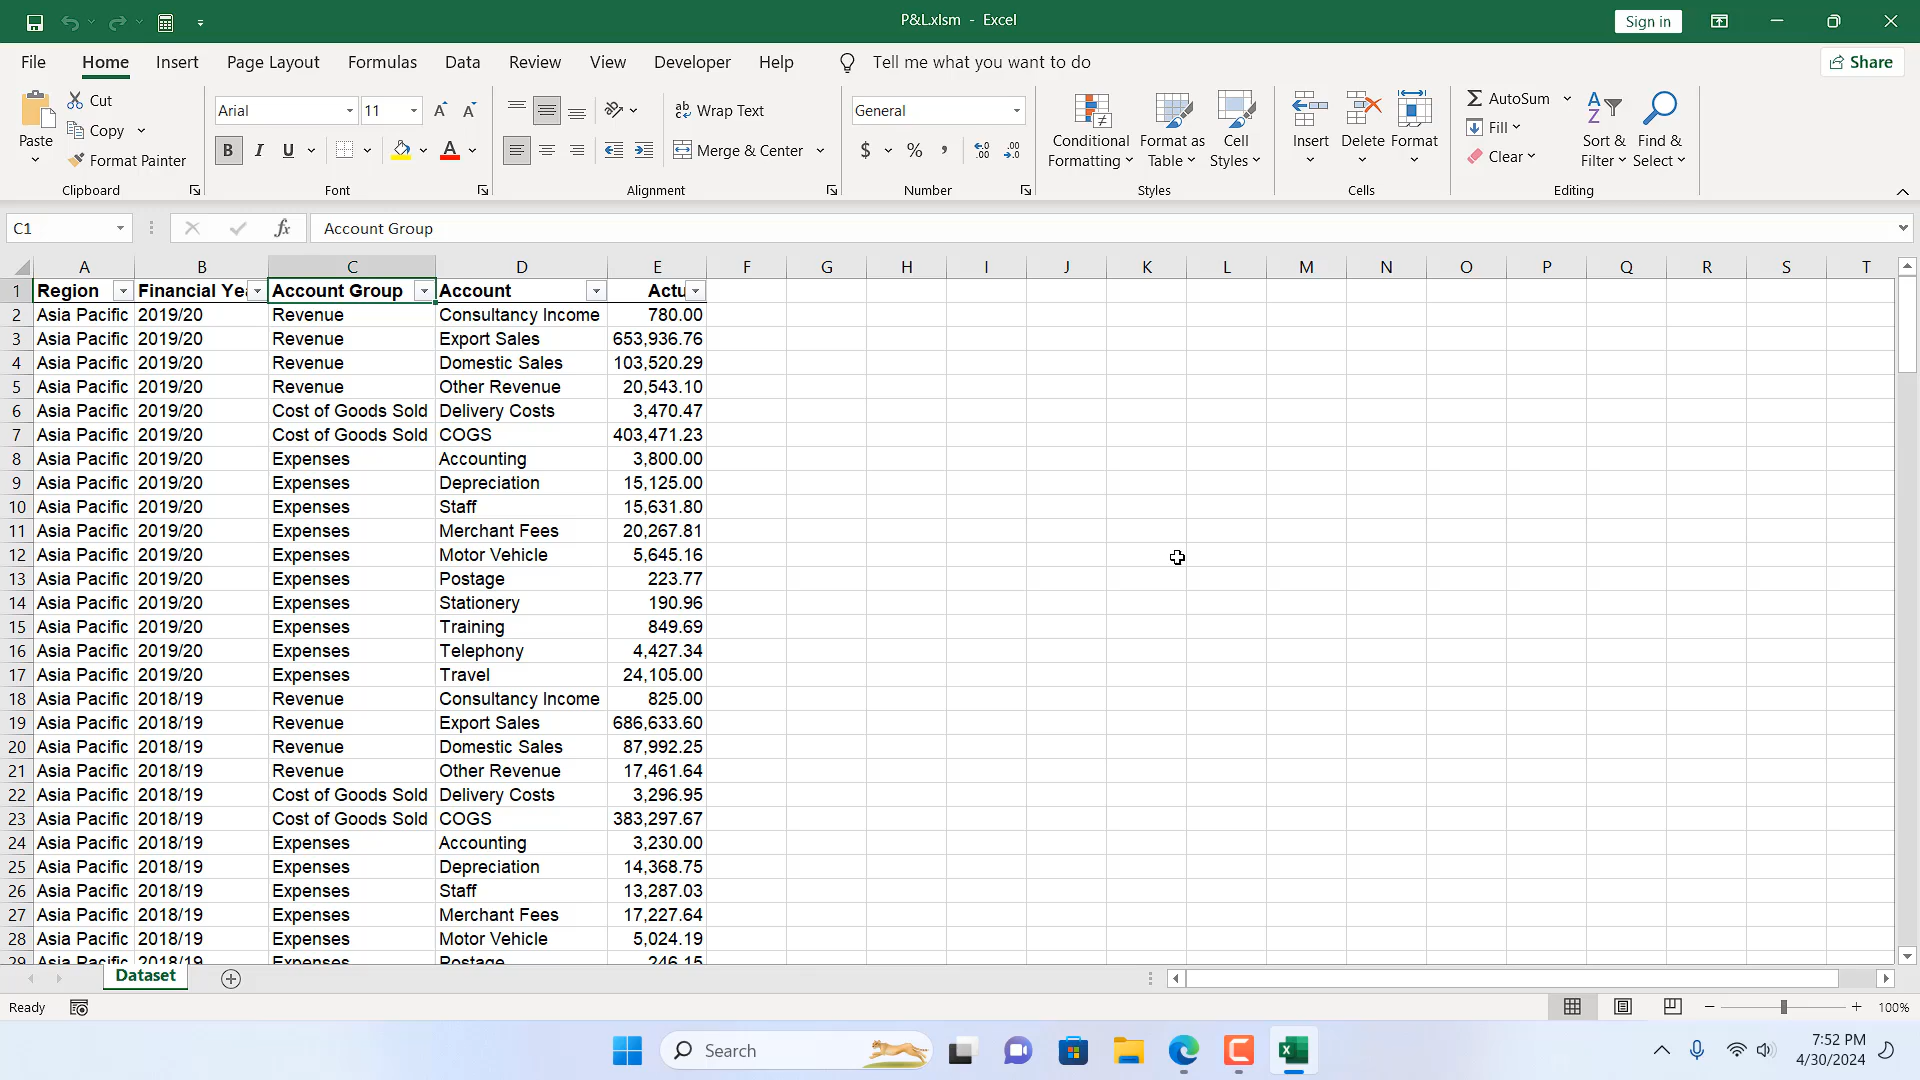 P&L.xlsm - Excel
Sign in
File Home Insert Page Layout Formulas Data Review View Developer Help Tell me what you want to do Share
Paste Cut Copy Format Painter Clipboard
Arial 11 B I U A Font
Wrap Text Merge & Center Alignment
General $ % , Number
Conditional Formatting Format as Table Cell Styles Styles
Insert Delete Format Cells
AutoSum Fill Clear Sort & Filter Find & Select Editing
C1 fx Account Group
A B C D E F G H I J K L M N O P Q R S T
1 Region Financial Ye Account Group Account Actu
2 Asia Pacific 2019/20 Revenue Consultancy Income 780.00
3 Asia Pacific 2019/20 Revenue Export Sales 653,936.76
4 Asia Pacific 2019/20 Revenue Domestic Sales 103,520.29
5 Asia Pacific 2019/20 Revenue Other Revenue 20,543.10
6 Asia Pacific 2019/20 Cost of Goods Sold Delivery Costs 3,470.47
7 Asia Pacific 2019/20 Cost of Goods Sold COGS 403,471.23
8 Asia Pacific 2019/20 Expenses Accounting 3,800.00
9 Asia Pacific 2019/20 Expenses Depreciation 15,125.00
10 Asia Pacific 2019/20 Expenses Staff 15,631.80
11 Asia Pacific 2019/20 Expenses Merchant Fees 20,267.81
12 Asia Pacific 2019/20 Expenses Motor Vehicle 5,645.16
13 Asia Pacific 2019/20 Expenses Postage 223.77
14 Asia Pacific 2019/20 Expenses Stationery 190.96
15 Asia Pacific 2019/20 Expenses Training 849.69
16 Asia Pacific 2019/20 Expenses Telephony 4,427.34
17 Asia Pacific 2019/20 Expenses Travel 24,105.00
18 Asia Pacific 2018/19 Revenue Consultancy Income 825.00
19 Asia Pacific 2018/19 Revenue Export Sales 686,633.60
20 Asia Pacific 2018/19 Revenue Domestic Sales 87,992.25
21 Asia Pacific 2018/19 Revenue Other Revenue 17,461.64
22 Asia Pacific 2018/19 Cost of Goods Sold Delivery Costs 3,296.95
23 Asia Pacific 2018/19 Cost of Goods Sold COGS 383,297.67
24 Asia Pacific 2018/19 Expenses Accounting 3,230.00
25 Asia Pacific 2018/19 Expenses Depreciation 14,368.75
26 Asia Pacific 2018/19 Expenses Staff 13,287.03
27 Asia Pacific 2018/19 Expenses Merchant Fees 17,227.64
28 Asia Pacific 2018/19 Expenses Motor Vehicle 5,024.19
29 Asia Pacific 2018/19 Expenses Postage 246.15
Dataset
Ready 100%
Search
7:52 PM
4/30/2024